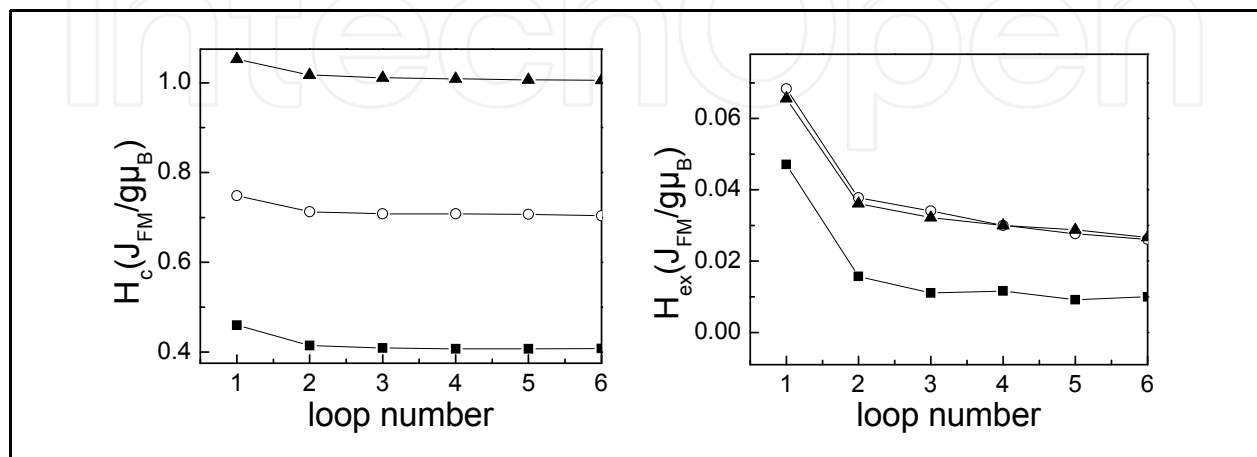 IntechOpen
1.0
0.8
0.6
0.4
H_c(J_FM/gμ_B)
1 2 3 4 5 6
loop number
0.06
0.04
0.02
0.00
H_ex(J_FM/gμ_B)
1 2 3 4 5 6
loop number